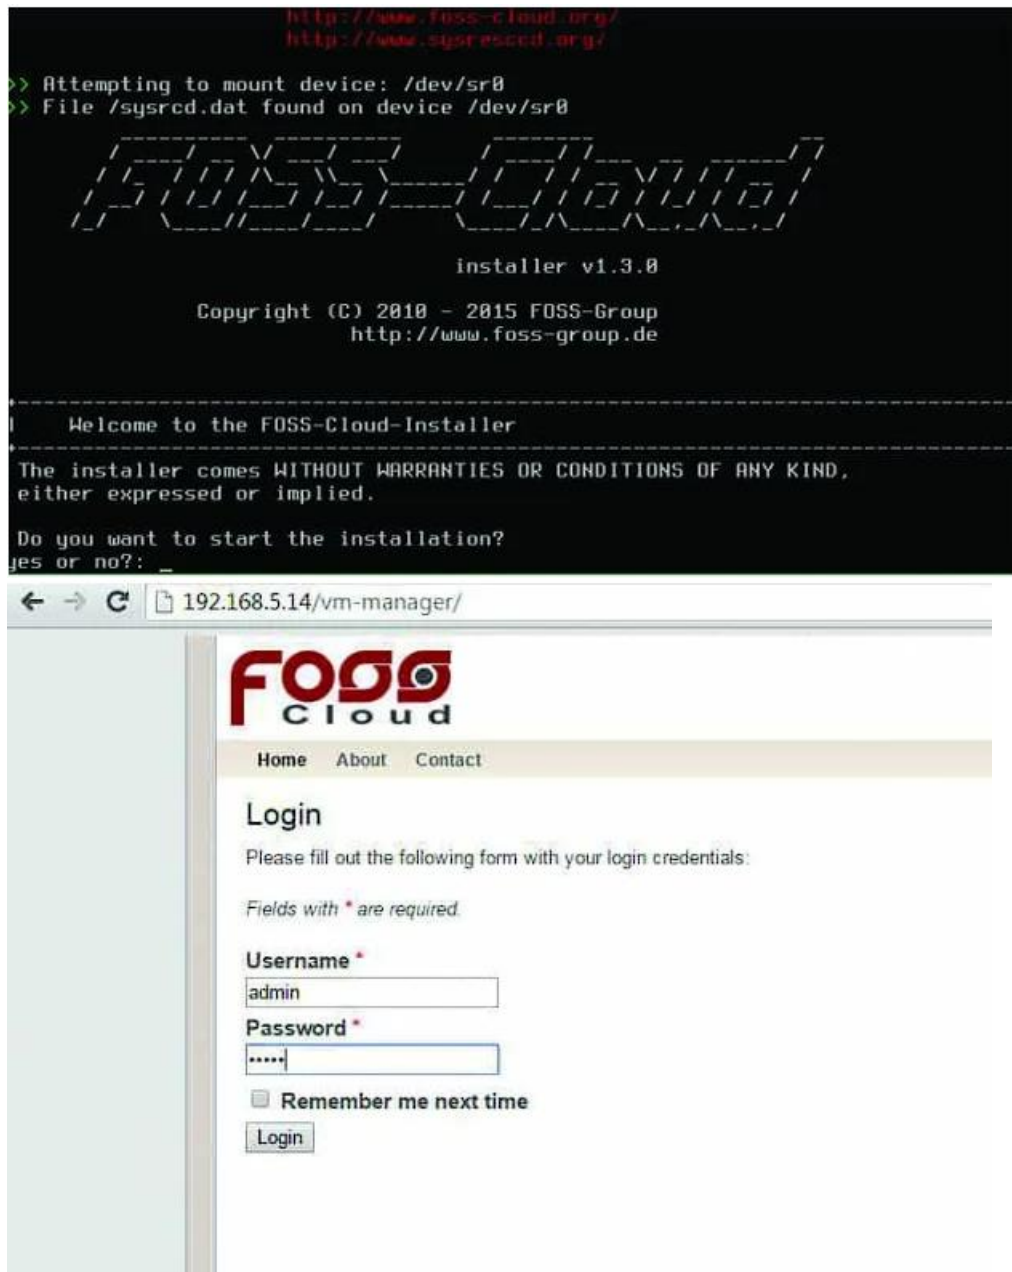 http://www.foss-cloud.org/
http://www.sysresccd.org/
>> Attempting to mount device: /dev/sr0
>> File /sysrcd.dat found on device /dev/sr0
FOSS-Cloud
installer v1.3.0
Copyright (C) 2010 - 2015 FOSS-Group
http://www.foss-group.de
Welcome to the FOSS-Cloud-Installer
The installer comes WITHOUT WARRANTIES OR CONDITIONS OF ANY KIND,
either expressed or implied.
Do you want to start the installation?
yes or no?: _
192.168.5.14/vm-manager/
FOSS
Cloud
Home About Contact
Login
Please fill out the following form with your login credentials:
Fields with * are required.
Username *
admin
Password *
•••••
Remember me next time
Login